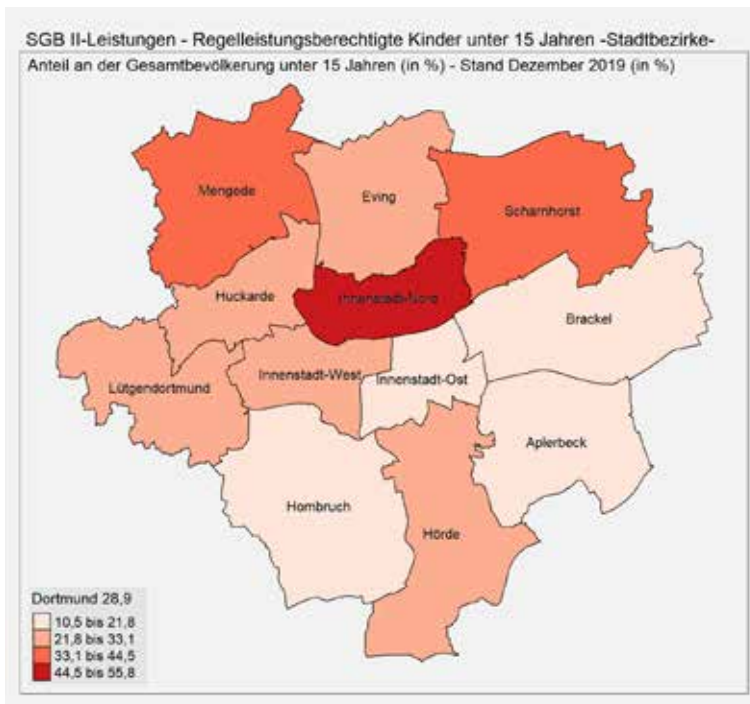 SGB II-Leistungen - Regelleistungsberechtigte Kinder unter 15 Jahren -Stadtbezirke-
Anteil an der Gesamtbevölkerung unter 15 Jahren (in %) - Stand Dezember 2019 (in %)
Mengede
Eving
Scharnhorst
Huckarde
Innenstadt-Nord
Brackel
Lütgendortmund
Innenstadt-West
Innenstadt-Ost
Aplerbeck
Hombruch
Hörde
Dortmund 28,9
10,5 bis 21,8
21,8 bis 33,1
33,1 bis 44,5
44,5 bis 55,8